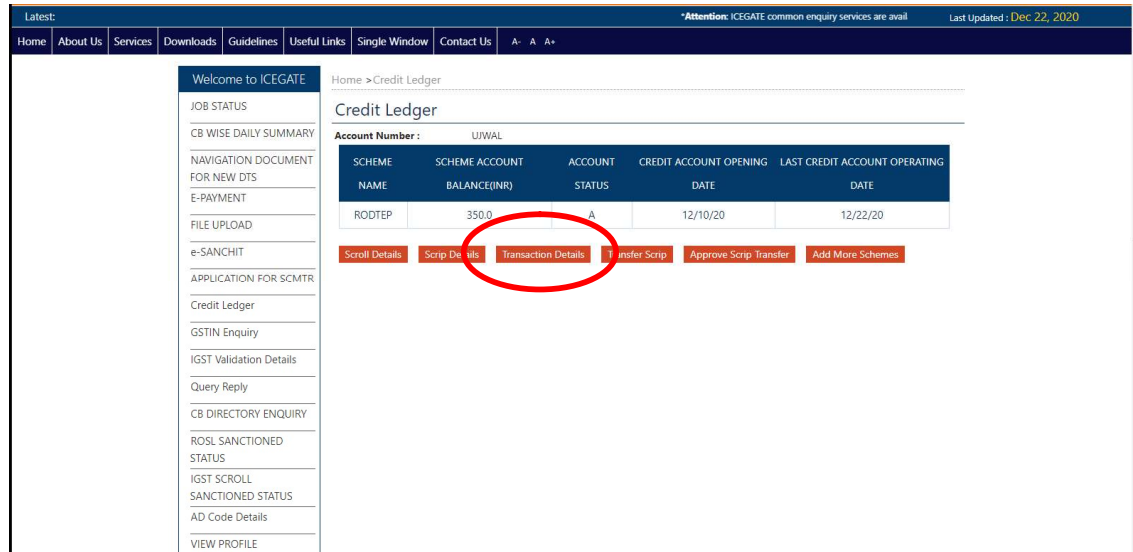 Latest:
*Attention: ICEGATE common enquiry services are avail
Last Updated : Dec 22, 2020
Home About Us Services Downloads Guidelines Useful Links Single Window Contact Us A- A A+
Welcome to ICEGATE
JOB STATUS
CB WISE DAILY SUMMARY
NAVIGATION DOCUMENT
FOR NEW DTS
E-PAYMENT
FILE UPLOAD
e-SANCHIT
APPLICATION FOR SCMTR
Credit Ledger
GSTIN Enquiry
IGST Validation Details
Query Reply
CB DIRECTORY ENQUIRY
ROSL SANCTIONED
STATUS
IGST SCROLL
SANCTIONED STATUS
AD Code Details
VIEW PROFILE
Home >Credit Ledger
Credit Ledger
Account Number : UJWAL
SCHEME NAME
SCHEME ACCOUNT BALANCE(INR)
ACCOUNT STATUS
CREDIT ACCOUNT OPENING DATE
LAST CREDIT ACCOUNT OPERATING DATE
RODTEP 350.0 A 12/10/20 12/22/20
Scroll Details Scrip Details Transaction Details Transfer Scrip Approve Scrip Transfer Add More Schemes